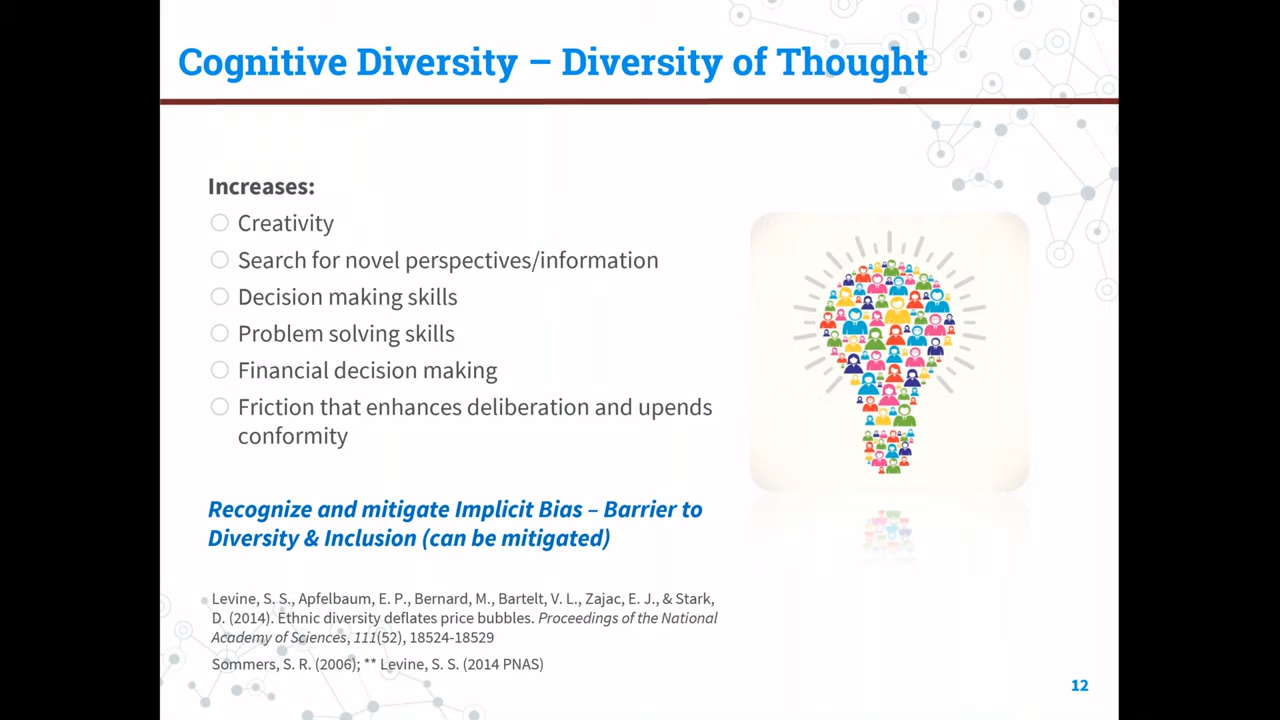 Cognitive Diversity – Diversity of Thought
Increases:
Creativity
Search for novel perspectives/information
Decision making skills
Problem solving skills
Financial decision making
Friction that enhances deliberation and upends
conformity
Recognize and mitigate Implicit Bias – Barrier to
Diversity & Inclusion (can be mitigated)
Levine, S. S., Apfelbaum, E. P., Bernard, M., Bartelt, V. L., Zajac, E. J., & Stark,
D. (2014). Ethnic diversity deflates price bubbles. Proceedings of the National
Academy of Sciences, 111(52), 18524-18529
Sommers, S. R. (2006); ** Levine, S. S. (2014 PNAS)
12